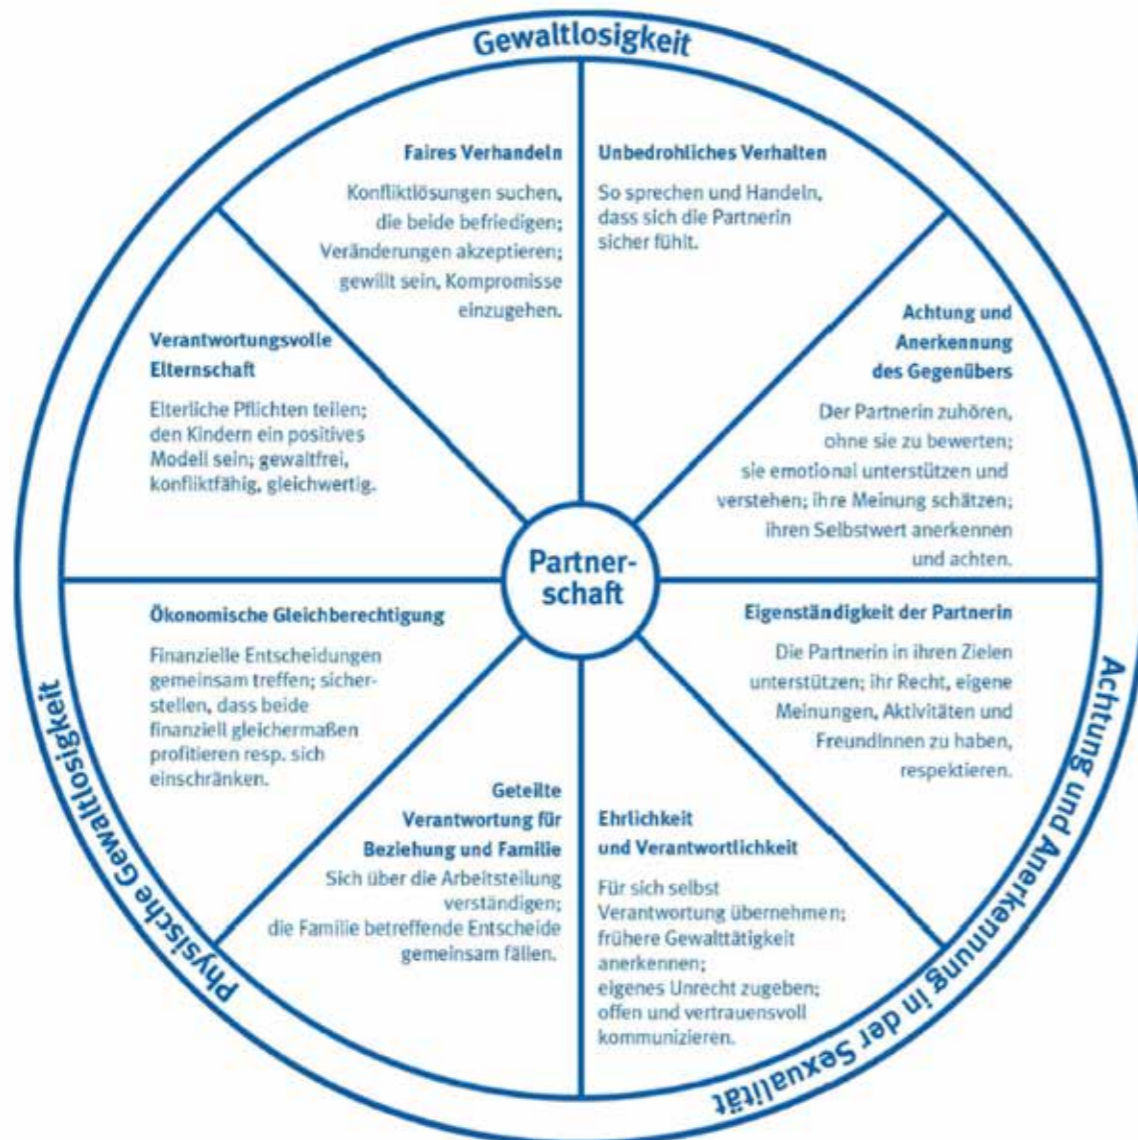 Gewaltlosigkeit
Faires Verhandeln
Konfliktlösungen suchen,
die beide befriedigen;
Veränderungen akzeptieren;
gewillt sein, Kompromisse
einzugehen.
Unbedrohliches Verhalten
So sprechen und Handeln,
dass sich die Partnerin
sicher fühlt.
Achtung und
Anerkennung
des Gegenübers
Der Partnerin zuhören,
ohne sie zu bewerten;
sie emotional unterstützen und
verstehen; ihre Meinung schätzen;
ihren Selbstwert anerkennen
und achten.
Verantwortungsvolle
Elternschaft
Elterliche Pflichten teilen;
den Kindern ein positives
Modell sein; gewaltfrei,
konfliktfähig, gleichwertig.
Partner-
schaft
Ökonomische Gleichberechtigung
Finanzielle Entscheidungen
gemeinsam treffen; sicher-
stellen, dass beide
finanziell gleichermaßen
profitieren resp. sich
einschränken.
Eigenständigkeit der Partnerin
Die Partnerin in ihren Zielen
unterstützen; ihr Recht, eigene
Meinungen, Aktivitäten und
FreundInnen zu haben,
respektieren.
Geteilte
Verantwortung für
Beziehung und Familie
Sich über die Arbeitsteilung
verständigen;
die Familie betreffende Entscheide
gemeinsam fällen.
Ehrlichkeit
und Verantwortlichkeit
Für sich selbst
Verantwortung übernehmen;
frühere Gewalttätigkeit
anerkennen;
eigenes Unrecht zugeben;
offen und vertrauensvoll
kommunizieren.
Physische Gewaltlosigkeit
Achtung und Anerkennung in der Sexualität